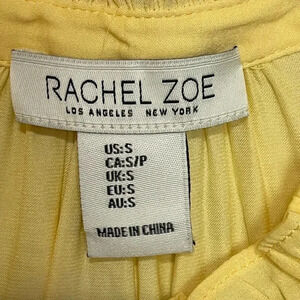 RACHEL ZOE
LOS ANGELES NEW YORK
US:S
CA:S/P
UK:S
EU:S
AU:S
MADE IN CHINA